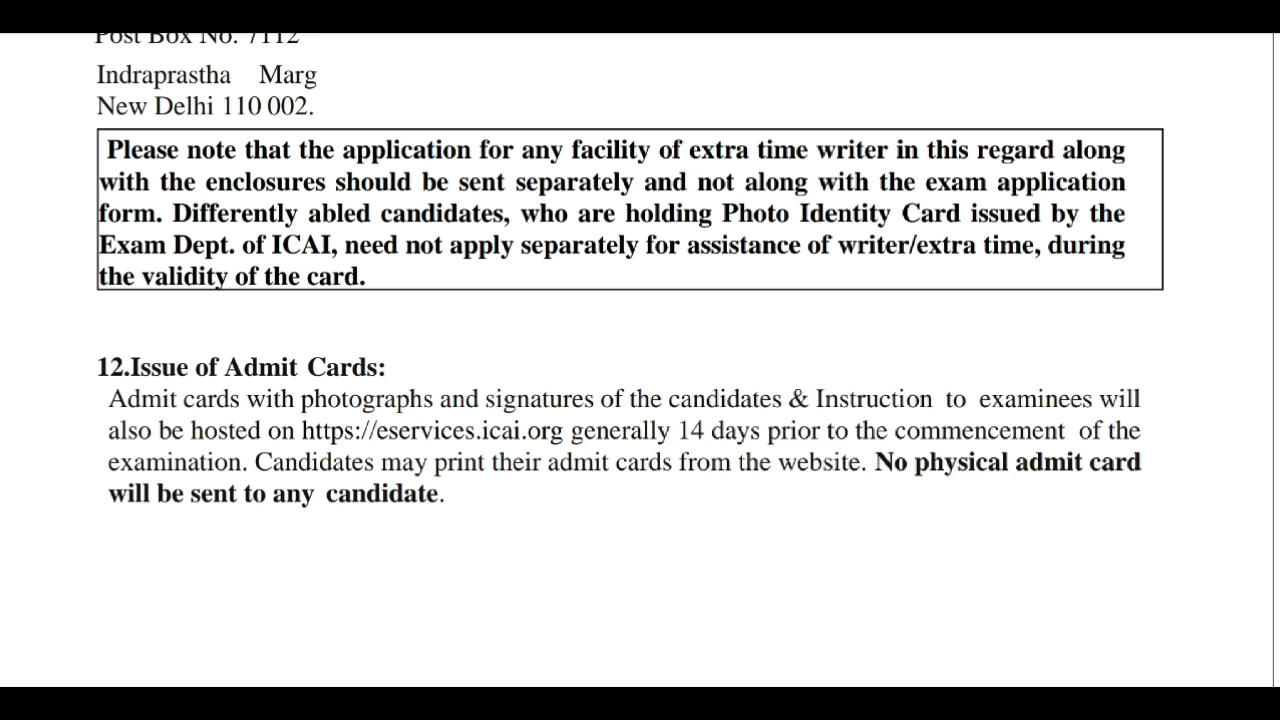 Post Box No. 7112
Indraprastha Marg
New Delhi 110 002.
Please note that the application for any facility of extra time writer in this regard along
with the enclosures should be sent separately and not along with the exam application
form. Differently abled candidates, who are holding Photo Identity Card issued by the
Exam Dept. of ICAI, need not apply separately for assistance of writer/extra time, during
the validity of the card.
12.Issue of Admit Cards:
Admit cards with photographs and signatures of the candidates & Instruction to examinees will
also be hosted on https://eservices.icai.org generally 14 days prior to the commencement of the
examination. Candidates may print their admit cards from the website. No physical admit card
will be sent to any candidate.